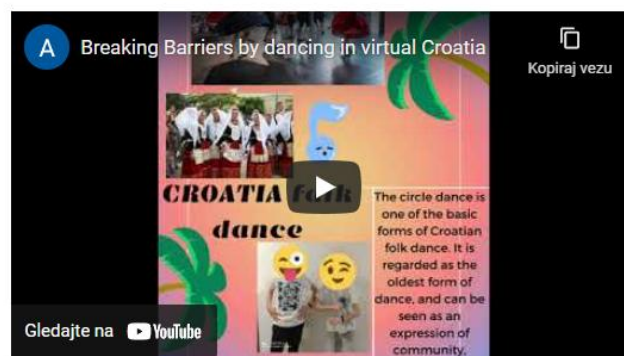 A Breaking Barriers by dancing in virtual Croatia
Kopiraj vezu
CROATIA folk
dance
The circle dance is
one of the basic
forms of Croatian
folk dance. It is
regarded as the
oldest form of
dance, and can be
seen as an
expression of
community,
Gledajte na YouTube